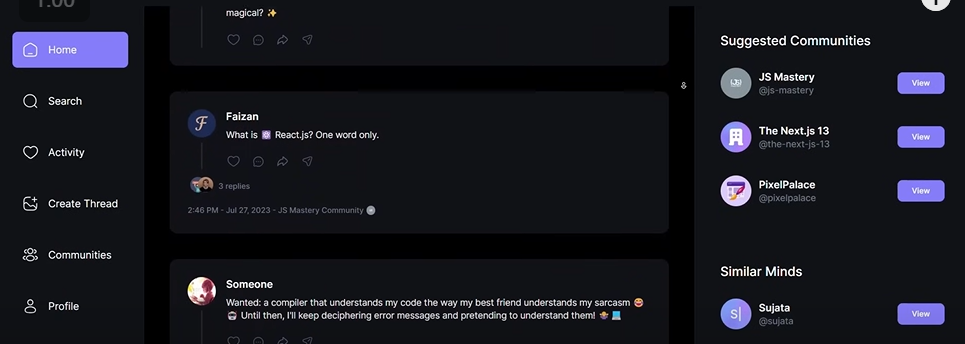 1:00
Home
Search
Activity
Create Thread
Communities
Profile
magical? ✨
Faizan
What is ⚛️ React.js? One word only.
3 replies
2:46 PM - Jul 27, 2023 - JS Mastery Community
Someone
Wanted: a compiler that understands my code the way my best friend understands my sarcasm
Until then, I'll keep deciphering error messages and pretending to understand them!
Suggested Communities
JS Mastery
@js-mastery
View
The Next.js 13
@the-next-js-13
View
PixelPalace
@pixelpalace
View
Similar Minds
S|
Sujata
@sujata
View